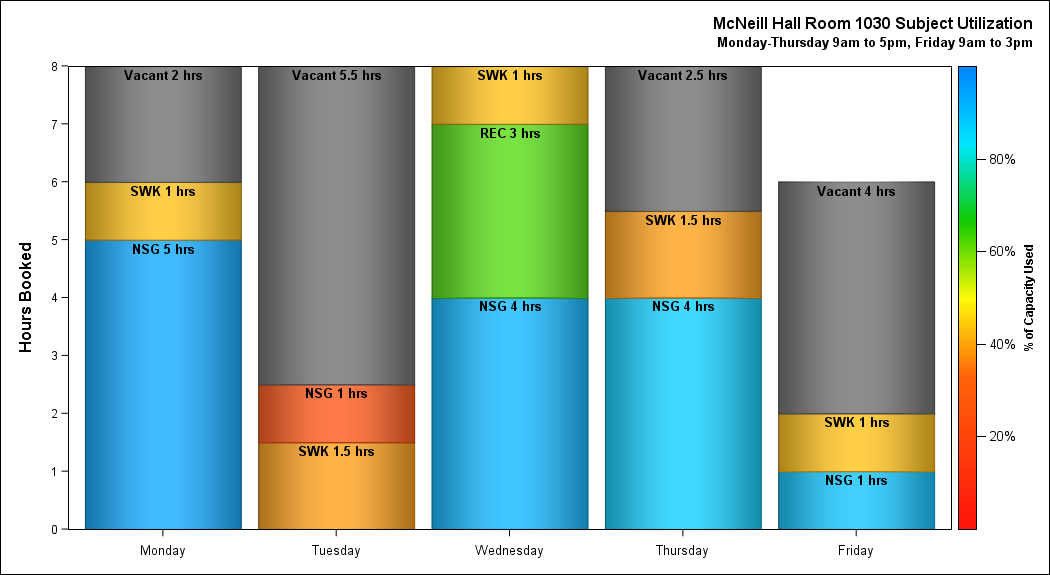 McNeill Hall Room 1030 Subject Utilization
Monday-Thursday 9am to 5pm, Friday 9am to 3pm
Hours Booked
8
7
6
5
4
3
2
1
0
Vacant 2 hrs
SWK 1 hrs
NSG 5 hrs
Vacant 5.5 hrs
NSG 1 hrs
SWK 1.5 hrs
SWK 1 hrs
REC 3 hrs
NSG 4 hrs
Vacant 2.5 hrs
SWK 1.5 hrs
NSG 4 hrs
Vacant 4 hrs
SWK 1 hrs
NSG 1 hrs
Monday
Tuesday
Wednesday
Thursday
Friday
80%
60%
40%
20%
% of Capacity Used